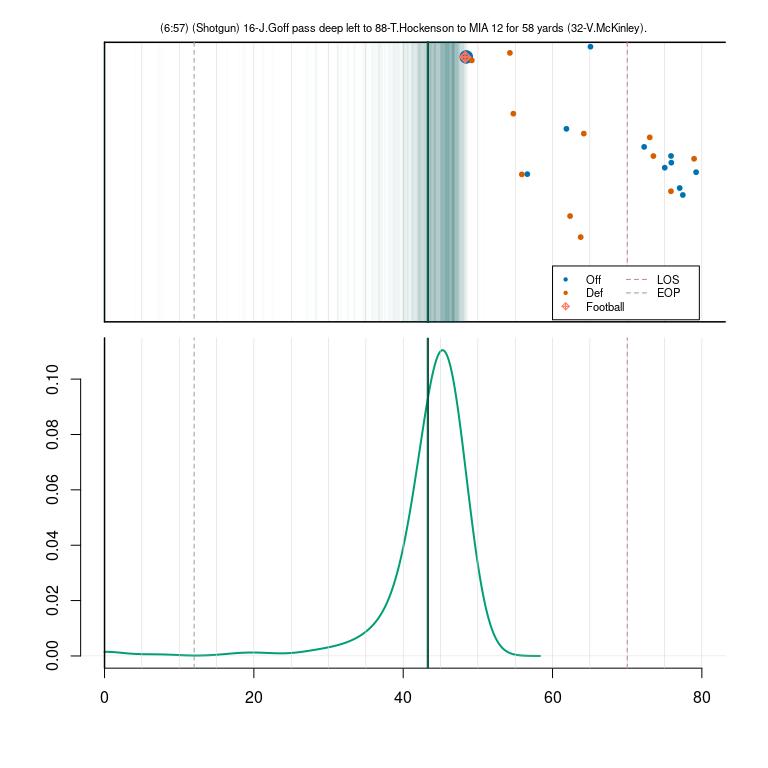 (6:57) (Shotgun) 16-J.Goff pass deep left to 88-T.Hockenson to MIA 12 for 58 yards (32-V.McKinley).
Off LOS
Def EOP
Football
0.10
0.08
0.06
0.04
0.02
0.00
0 20 40 60 80